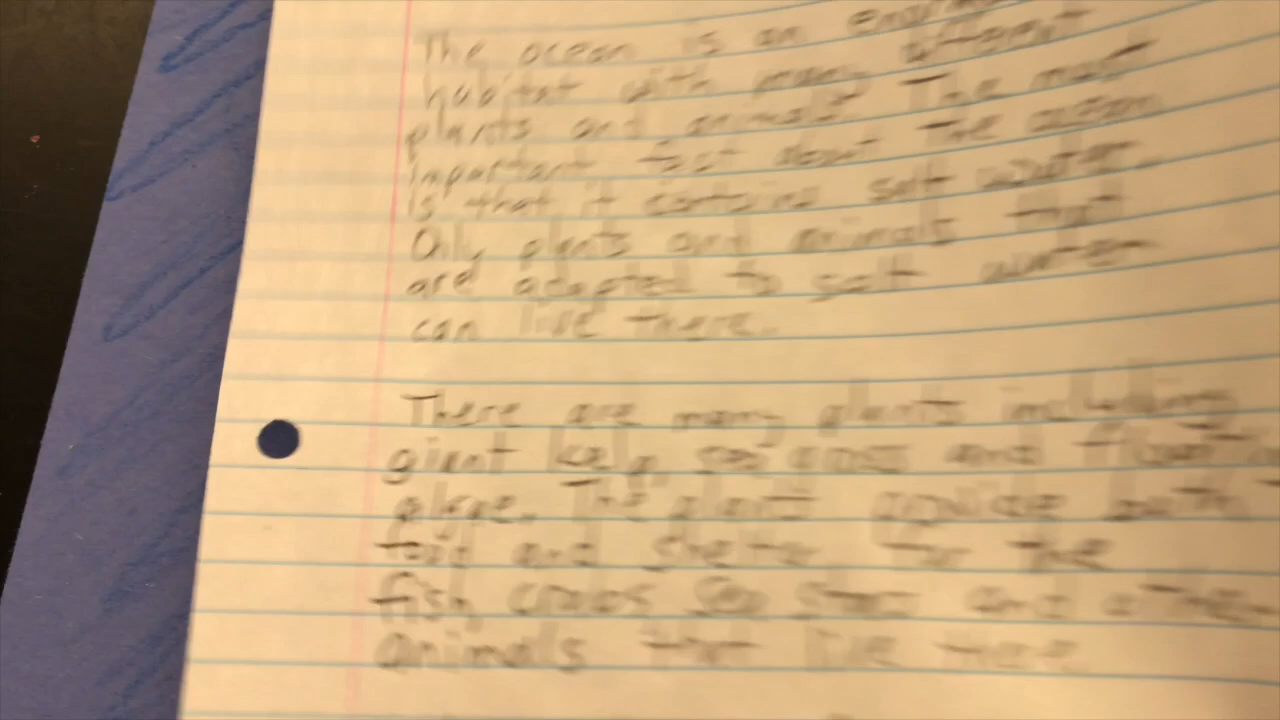 The ocean is an
habitat with many
plants and animals. The most
important fact about the ocean
is that it contains salt water.
Only plants and animals that
are adapted to salt water
can live there.
There are many plants including
giant kelp, sea grass and
algae. The plants provide both
food and shelter for the
fish, crabs, sea stars and other
animals that live there.